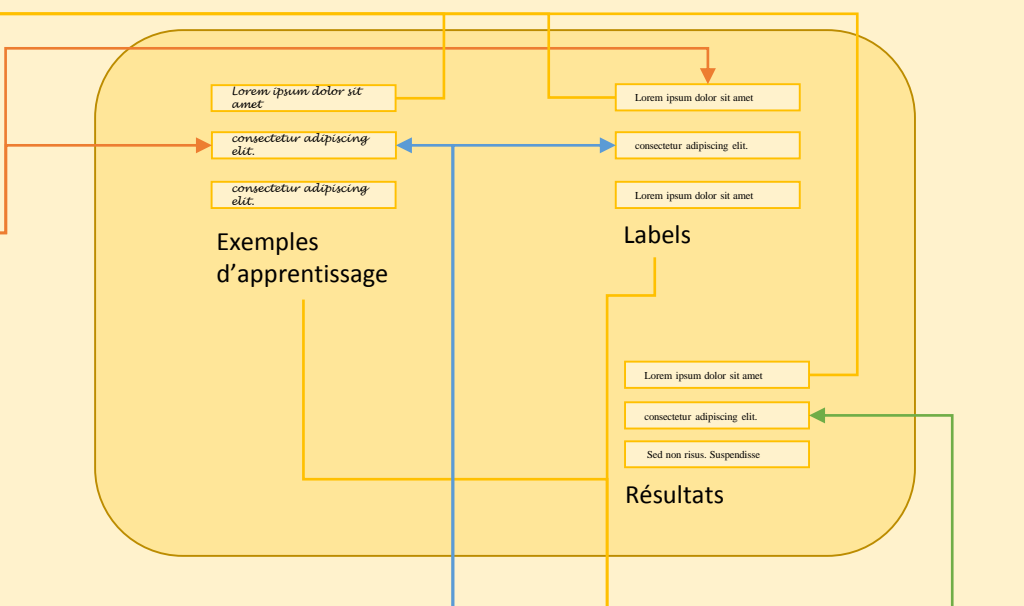 Lorem ipsum dolor sit
amet
consectetur adipiscing
elit.
consectetur adipiscing
elit.
Exemples
d'apprentissage
Lorem ipsum dolor sit amet
consectetur adipiscing elit.
Lorem ipsum dolor sit amet
Labels
Lorem ipsum dolor sit amet
consectetur adipiscing elit.
Sed non risus. Suspendisse
Résultats